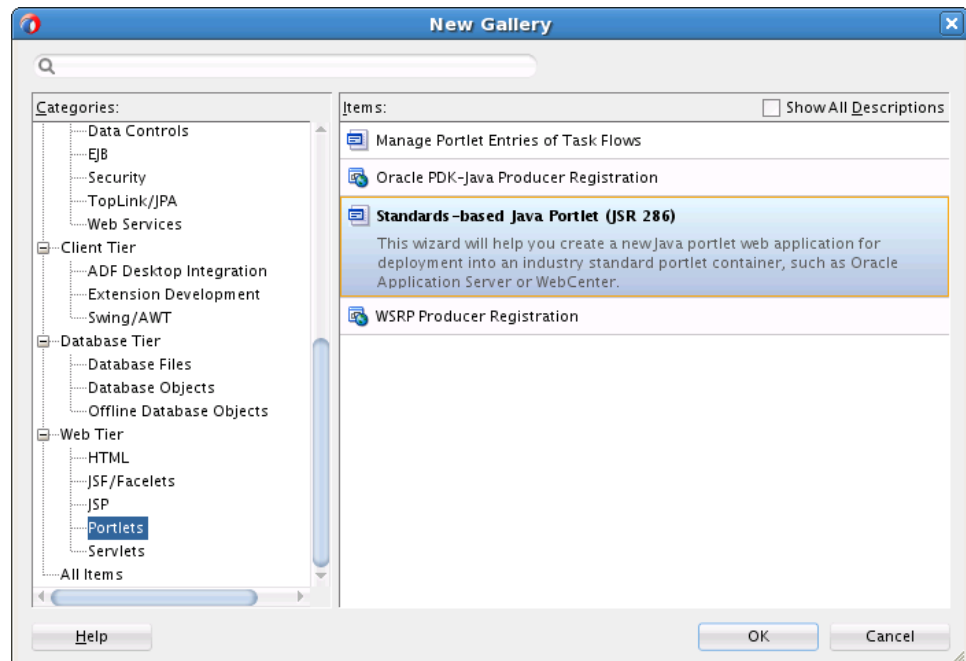 New Gallery
Categories:
Data Controls
EJB
Security
TopLink/JPA
Web Services
Client Tier
ADF Desktop Integration
Extension Development
Swing/AWT
Database Tier
Database Files
Database Objects
Offline Database Objects
Web Tier
HTML
JSF/Facelets
JSP
Portlets
Servlets
All Items
Items:
Show All Descriptions
Manage Portlet Entries of Task Flows
Oracle PDK-Java Producer Registration
Standards-based Java Portlet (JSR 286)
This wizard will help you create a new Java portlet web application for
deployment into an industry standard portlet container, such as Oracle
Application Server or WebCenter.
WSRP Producer Registration
Help
OK
Cancel